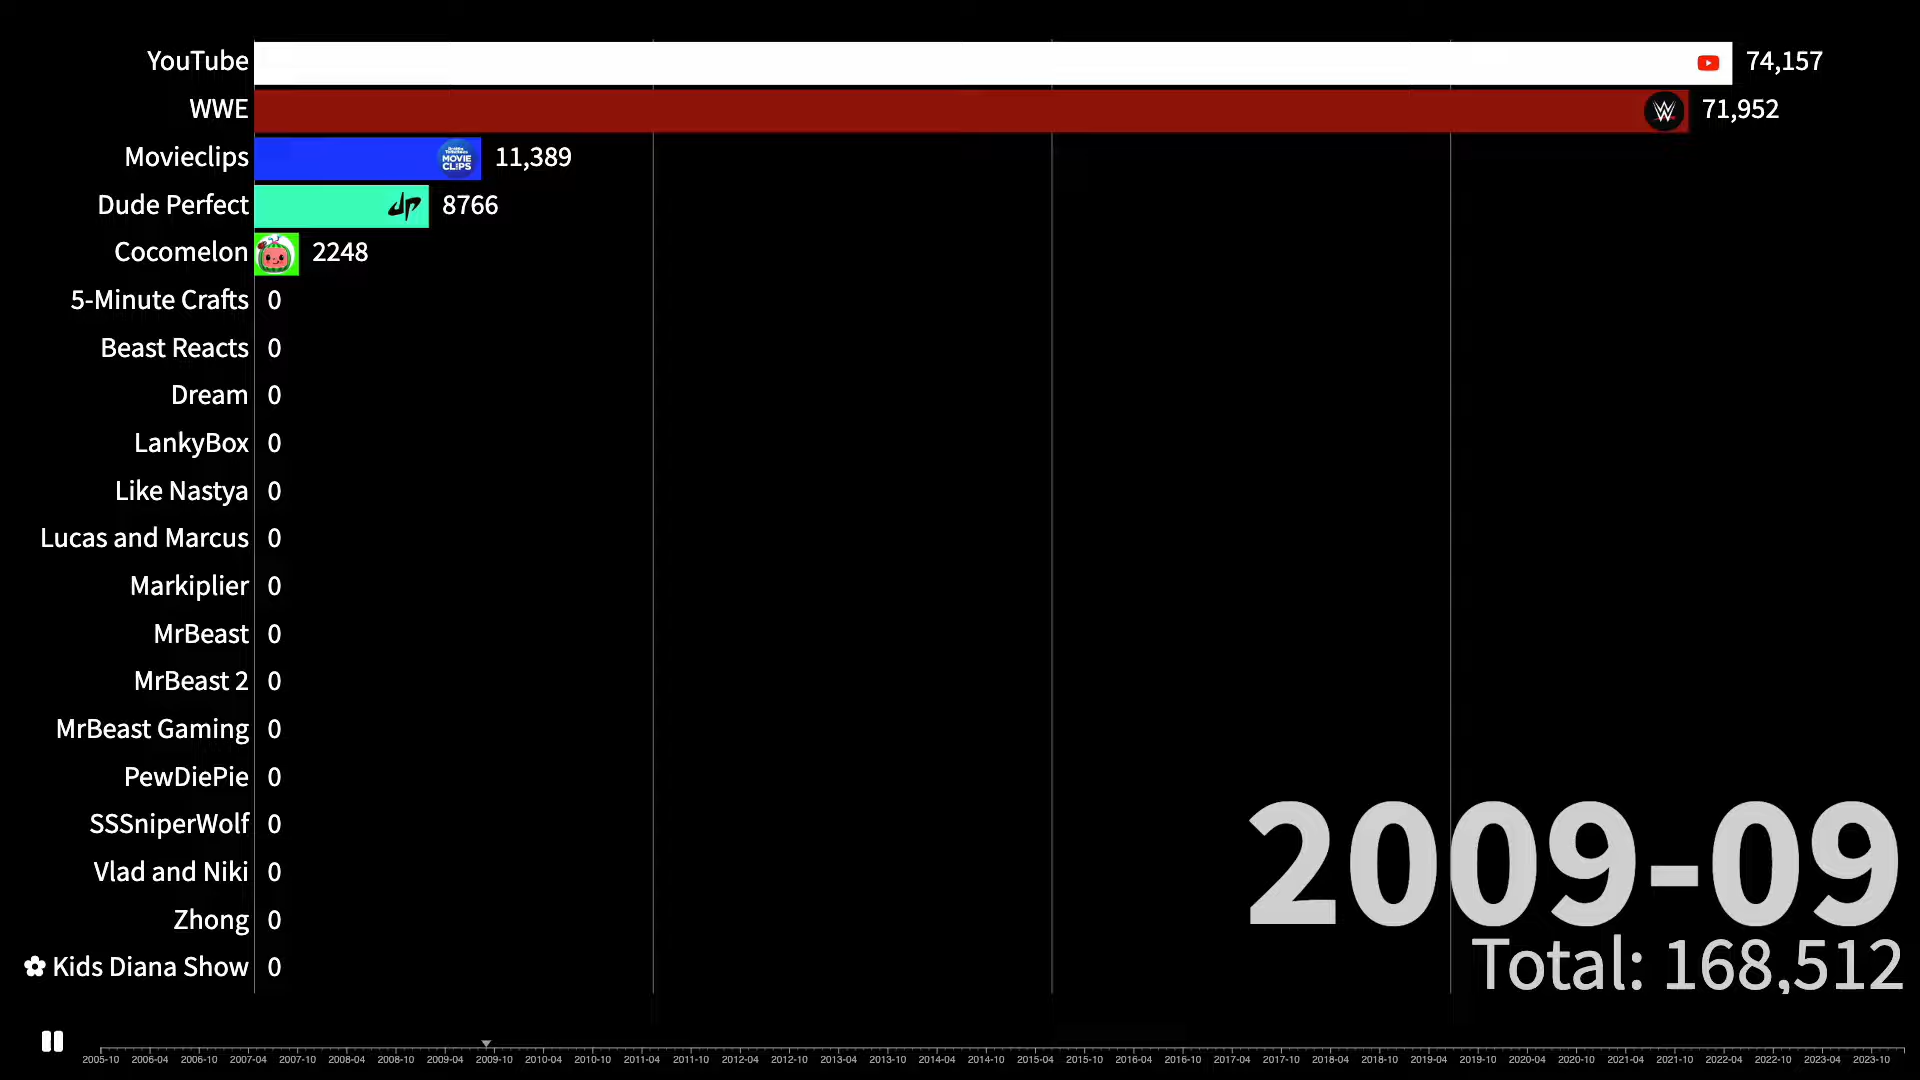 YouTube 74,157
WWE W 71,952
Movieclips MOVIE CLIPS 11,389
Dude Perfect dp 8766
Cocomelon 2248
5-Minute Crafts 0
Beast Reacts 0
Dream 0
LankyBox 0
Like Nastya 0
Lucas and Marcus 0
Markiplier 0
MrBeast 0
MrBeast 2 0
MrBeast Gaming 0
PewDiePie 0
SSSniperWolf 0
Vlad and Niki 0
Zhong 0
✿ Kids Diana Show 0
2009-09
Total: 168,512
2005-10 2006-04 2006-10 2007-04 2007-10 2008-04 2008-10 2009-04 2009-10 2010-04 2010-10 2011-04 2011-10 2012-04 2012-10 2013-04 2013-10 2014-04 2014-10 2015-04 2015-10 2016-04 2016-10 2017-04 2017-10 2018-04 2018-10 2019-04 2019-10 2020-04 2020-10 2021-04 2021-10 2022-04 2022-10 2023-04 2023-10